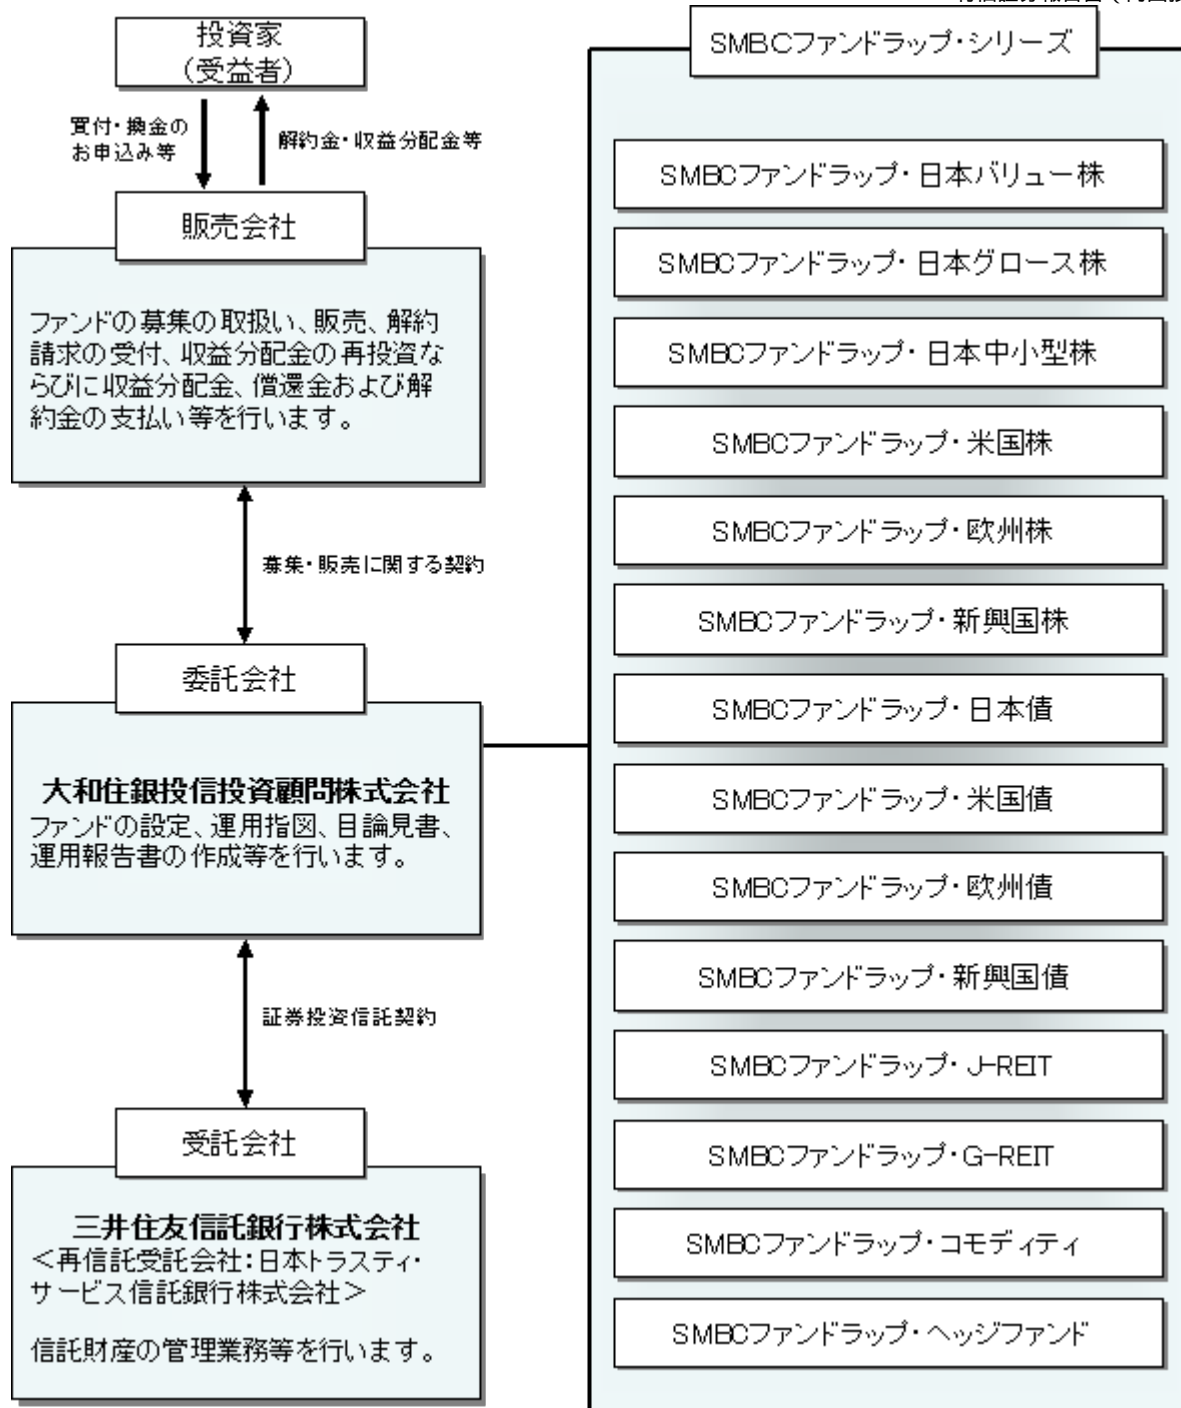 投資家
（受益者）
買付・換金の
お申込み等
解約金・収益分配金等
販売会社
ファンドの募集の取扱い、販売、解約
請求の受付、収益分配金の再投資な
らびに収益分配金、償還金および解
約金の支払い等を行います。
募集・販売に関する契約
委託会社
大和住銀投信投資顧問株式会社
ファンドの設定、運用指図、目論見書、
運用報告書の作成等を行います。
証券投資信託契約
受託会社
三井住友信託銀行株式会社
＜再信託受託会社：日本トラスティ・
サービス信託銀行株式会社＞
信託財産の管理業務等を行います。
SMBCファンドラップ・シリーズ
SMBCファンドラップ・日本バリュー株
SMBCファンドラップ・日本グロース株
SMBCファンドラップ・日本中小型株
SMBCファンドラップ・米国株
SMBCファンドラップ・欧州株
SMBCファンドラップ・新興国株
SMBCファンドラップ・日本債
SMBCファンドラップ・米国債
SMBCファンドラップ・欧州債
SMBCファンドラップ・新興国債
SMBCファンドラップ・J-REIT
SMBCファンドラップ・G-REIT
SMBCファンドラップ・コモディティ
SMBCファンドラップ・ヘッジファンド